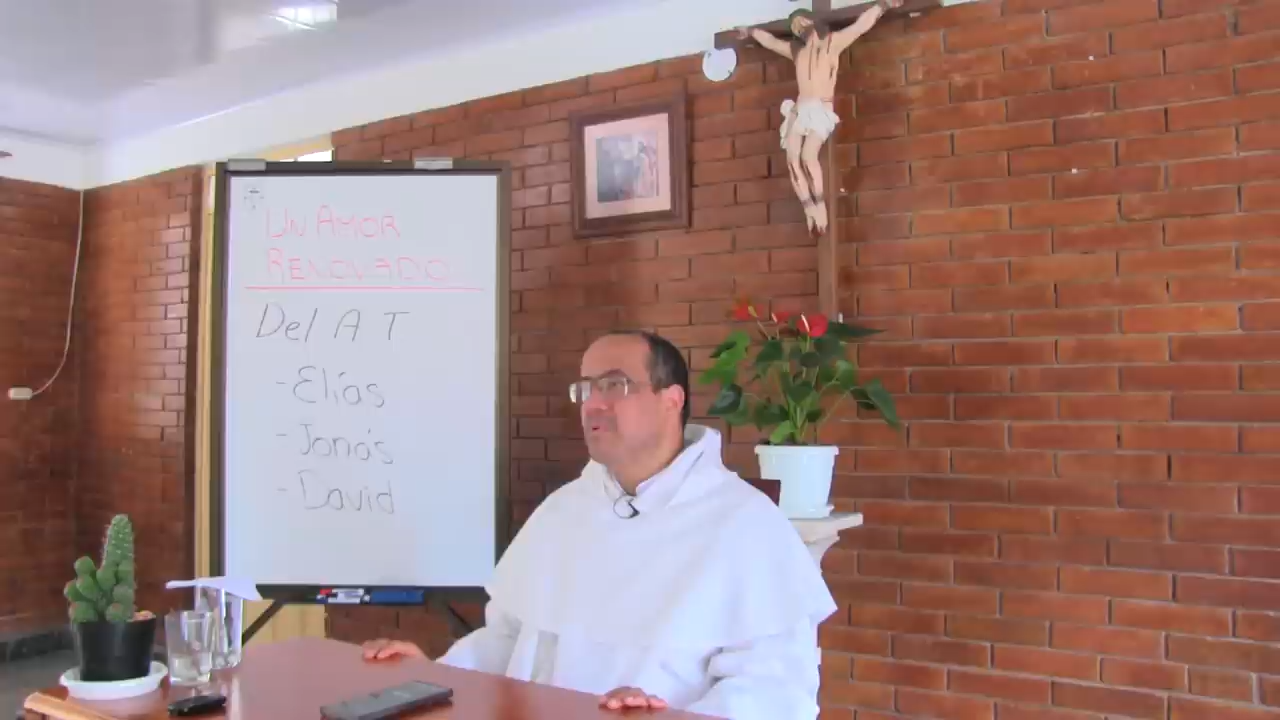 UN AMOR
RENOVADO
Del A T
- Elías
- Jonás
- David